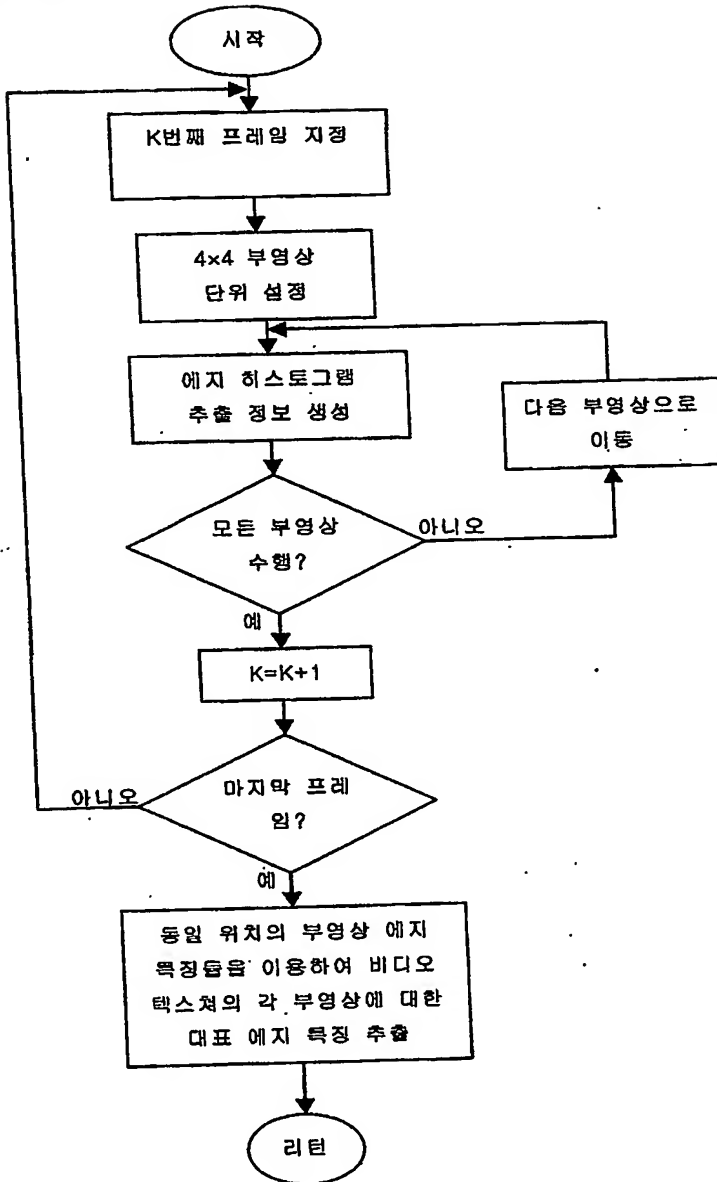 시작
K번째 프레임 지정
4×4 부영상
단위 설정
에지 히스토그램
추출 정보 생성
다음 부영상으로
이동
모든 부영상
수행?
아니오
예
K=K+1
마지막 프레
임?
아니오
예
동일 위치의 부영상 에지
특징들을 이용하여 비디오
텍스쳐의 각 부영상에 대한
대표 에지 특징 추출
리턴